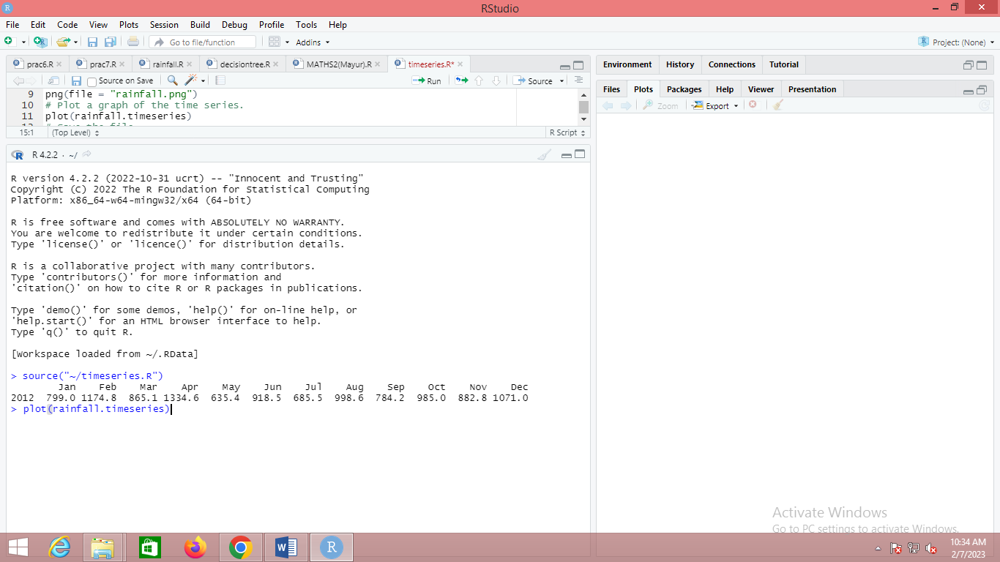 RStudio
File Edit Code View Plots Session Build Debug Profile Tools Help
Go to file/function Addins Project: (None)
prac6.R prac7.R rainfall.R decisiontree.R MATHS2(Mayur).R timeseries.R*
Source on Save Run Source
9 png(file = "rainfall.png")
10 # Plot a graph of the time series.
11 plot(rainfall.timeseries)
12 # Save the file.
15:1 (Top Level) R Script
R 4.2.2 · ~/
R version 4.2.2 (2022-10-31 ucrt) -- "Innocent and Trusting"
Copyright (C) 2022 The R Foundation for Statistical Computing
Platform: x86_64-w64-mingw32/x64 (64-bit)
R is free software and comes with ABSOLUTELY NO WARRANTY.
You are welcome to redistribute it under certain conditions.
Type 'license()' or 'licence()' for distribution details.
R is a collaborative project with many contributors.
Type 'contributors()' for more information and
'citation()' on how to cite R or R packages in publications.
Type 'demo()' for some demos, 'help()' for on-line help, or
'help.start()' for an HTML browser interface to help.
Type 'q()' to quit R.
[Workspace loaded from ~/.RData]
> source("~/timeseries.R")
Jan Feb Mar Apr May Jun Jul Aug Sep Oct Nov Dec
2012 799.0 1174.8 865.1 1334.6 635.4 918.5 685.5 998.6 784.2 985.0 882.8 1071.0
> plot(rainfall.timeseries)
Environment History Connections Tutorial
Files Plots Packages Help Viewer Presentation
Zoom Export
Activate Windows
Go to PC settings to activate Windows.
10:34 AM
2/7/2023